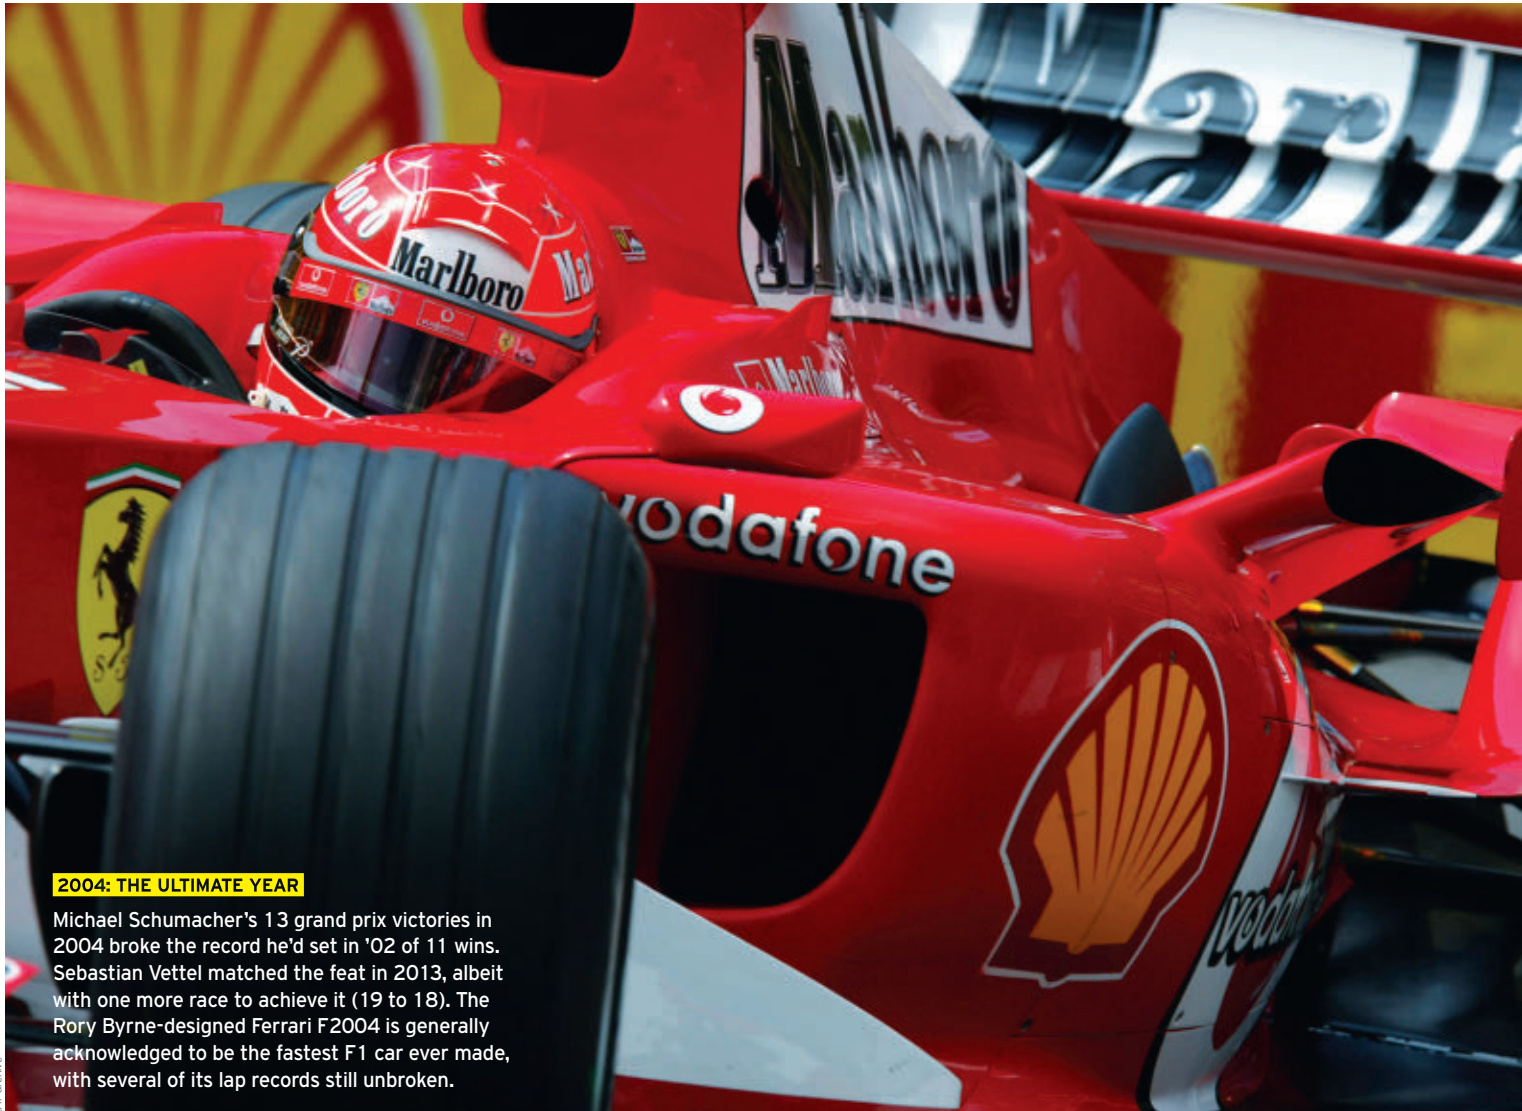 Marlboro
Marlboro
vodafone
2004: THE ULTIMATE YEAR
Michael Schumacher's 13 grand prix victories in
2004 broke the record he'd set in '02 of 11 wins.
Sebastian Vettel matched the feat in 2013, albeit
with one more race to achieve it (19 to 18). The
Rory Byrne-designed Ferrari F2004 is generally
acknowledged to be the fastest F1 car ever made,
with several of its lap records still unbroken.